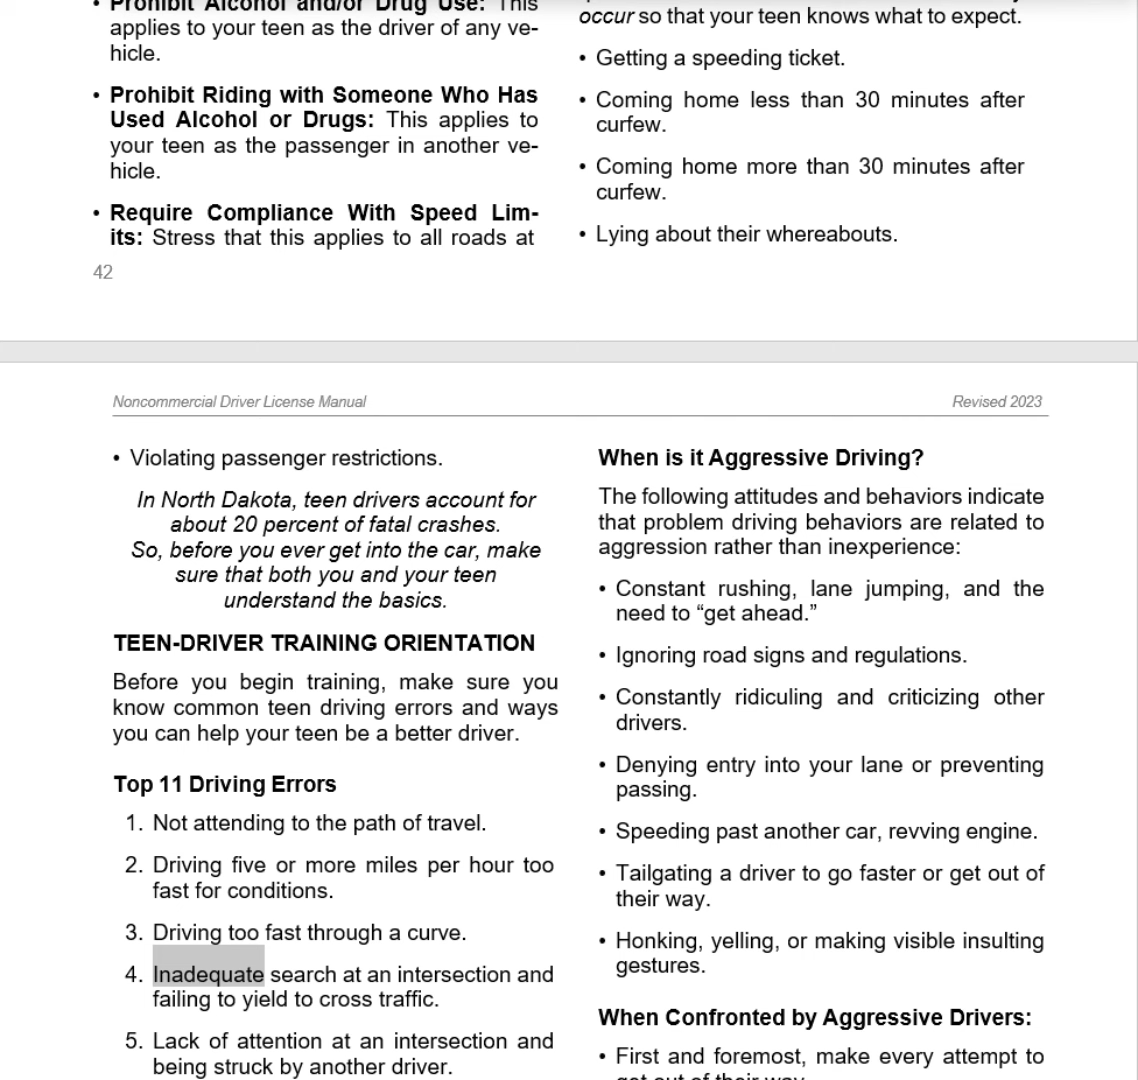 • Prohibit Alcohol and/or Drug Use: This
applies to your teen as the driver of any ve-
hicle.
• Prohibit Riding with Someone Who Has
Used Alcohol or Drugs: This applies to
your teen as the passenger in another ve-
hicle.
• Require Compliance With Speed Lim-
its: Stress that this applies to all roads at
42
occur so that your teen knows what to expect.
• Getting a speeding ticket.
• Coming home less than 30 minutes after
curfew.
• Coming home more than 30 minutes after
curfew.
• Lying about their whereabouts.
Noncommercial Driver License Manual
Revised 2023
• Violating passenger restrictions.
In North Dakota, teen drivers account for
about 20 percent of fatal crashes.
So, before you ever get into the car, make
sure that both you and your teen
understand the basics.
TEEN-DRIVER TRAINING ORIENTATION
Before you begin training, make sure you
know common teen driving errors and ways
you can help your teen be a better driver.
Top 11 Driving Errors
1. Not attending to the path of travel.
2. Driving five or more miles per hour too
fast for conditions.
3. Driving too fast through a curve.
4. Inadequate search at an intersection and
failing to yield to cross traffic.
5. Lack of attention at an intersection and
being struck by another driver.
When is it Aggressive Driving?
The following attitudes and behaviors indicate
that problem driving behaviors are related to
aggression rather than inexperience:
• Constant rushing, lane jumping, and the
need to “get ahead.”
• Ignoring road signs and regulations.
• Constantly ridiculing and criticizing other
drivers.
• Denying entry into your lane or preventing
passing.
• Speeding past another car, revving engine.
• Tailgating a driver to go faster or get out of
their way.
• Honking, yelling, or making visible insulting
gestures.
When Confronted by Aggressive Drivers:
• First and foremost, make every attempt to
get out of their way.